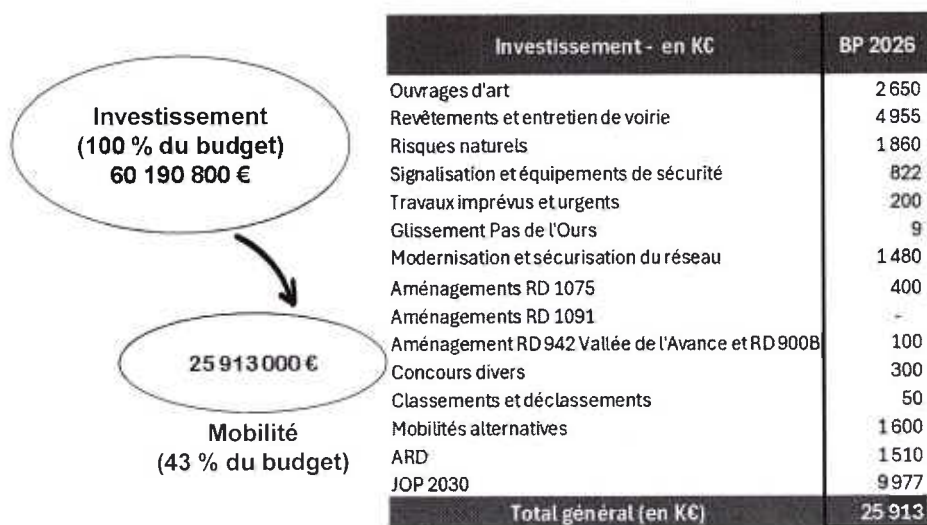 Investissement
(100 % du budget)
60 190 800 €
25 913 000 €
Mobilité
(43 % du budget)
Investissement - en K€ BP 2026
Ouvrages d'art 2 650
Revêtements et entretien de voirie 4 955
Risques naturels 1 860
Signalisation et équipements de sécurité 822
Travaux imprévus et urgents 200
Glissement Pas de l'Ours 9
Modernisation et sécurisation du réseau 1 480
Aménagements RD 1075 400
Aménagements RD 1091 -
Aménagement RD 942 Vallée de l'Avance et RD 900B 100
Concours divers 300
Classements et déclassements 50
Mobilités alternatives 1 600
ARD 1 510
JOP 2030 9 977
Total général (en K€) 25 913